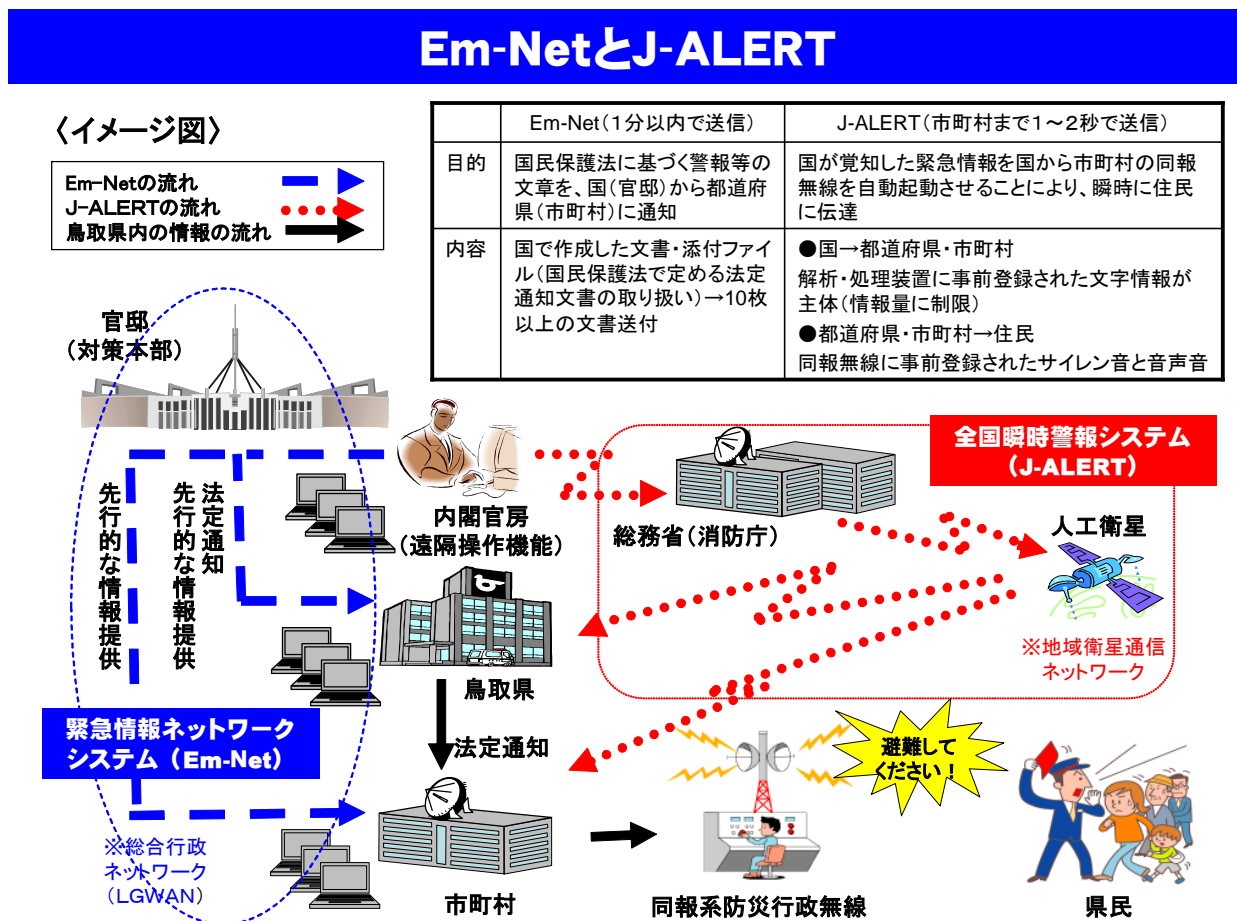 Em-NetとJ-ALERT
〈イメージ図〉
Em-Netの流れ
J-ALERTの流れ
鳥取県内の情報の流れ
Em-Net(1分以内で送信)
J-ALERT(市町村まで1～2秒で送信)
目的
国民保護法に基づく警報等の
文章を、国(官邸)から都道府
県(市町村)に通知
国が覚知した緊急情報を国から市町村の同報
無線を自動起動させることにより、瞬時に住民
に伝達
内容
国で作成した文書・添付ファイ
ル(国民保護法で定める法定
通知文書の取り扱い)→10枚
以上の文書送付
●国→都道府県・市町村
解析・処理装置に事前登録された文字情報が
主体(情報量に制限)
●都道府県・市町村→住民
同報無線に事前登録されたサイレン音と音声音
官邸
(対策本部)
全国瞬時警報システム
(J-ALERT)
内閣官房
(遠隔操作機能)
総務省(消防庁)
人工衛星
先行的な情報提供
法定通知
先行的な情報提供
※地域衛星通信
ネットワーク
鳥取県
緊急情報ネットワーク
システム(Em-Net)
法定通知
避難して
ください！
※総合行政
ネットワーク
(LGWAN)
市町村
同報系防災行政無線
県民